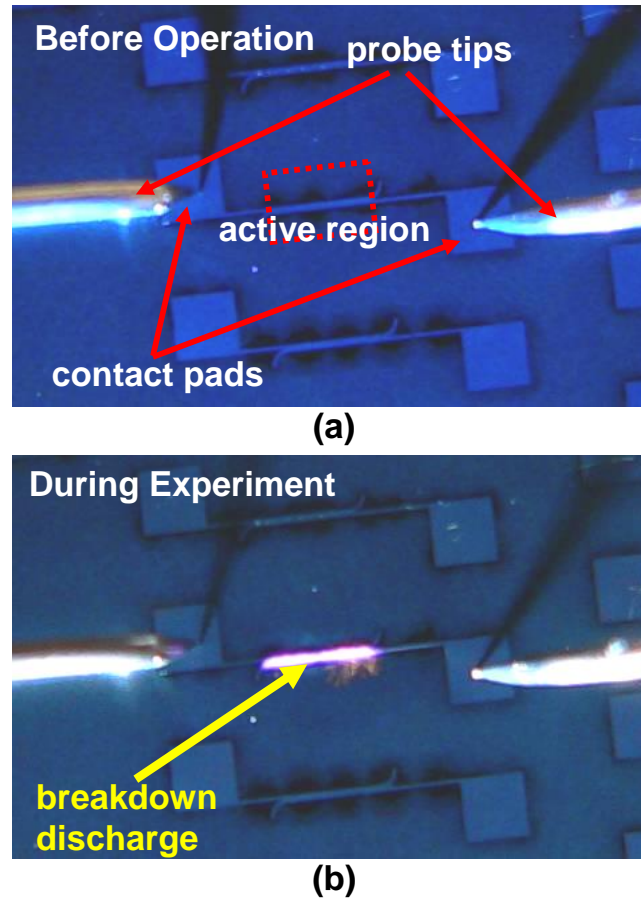 Before Operation
probe tips
active region
contact pads
(a)
During Experiment
breakdown
discharge
(b)